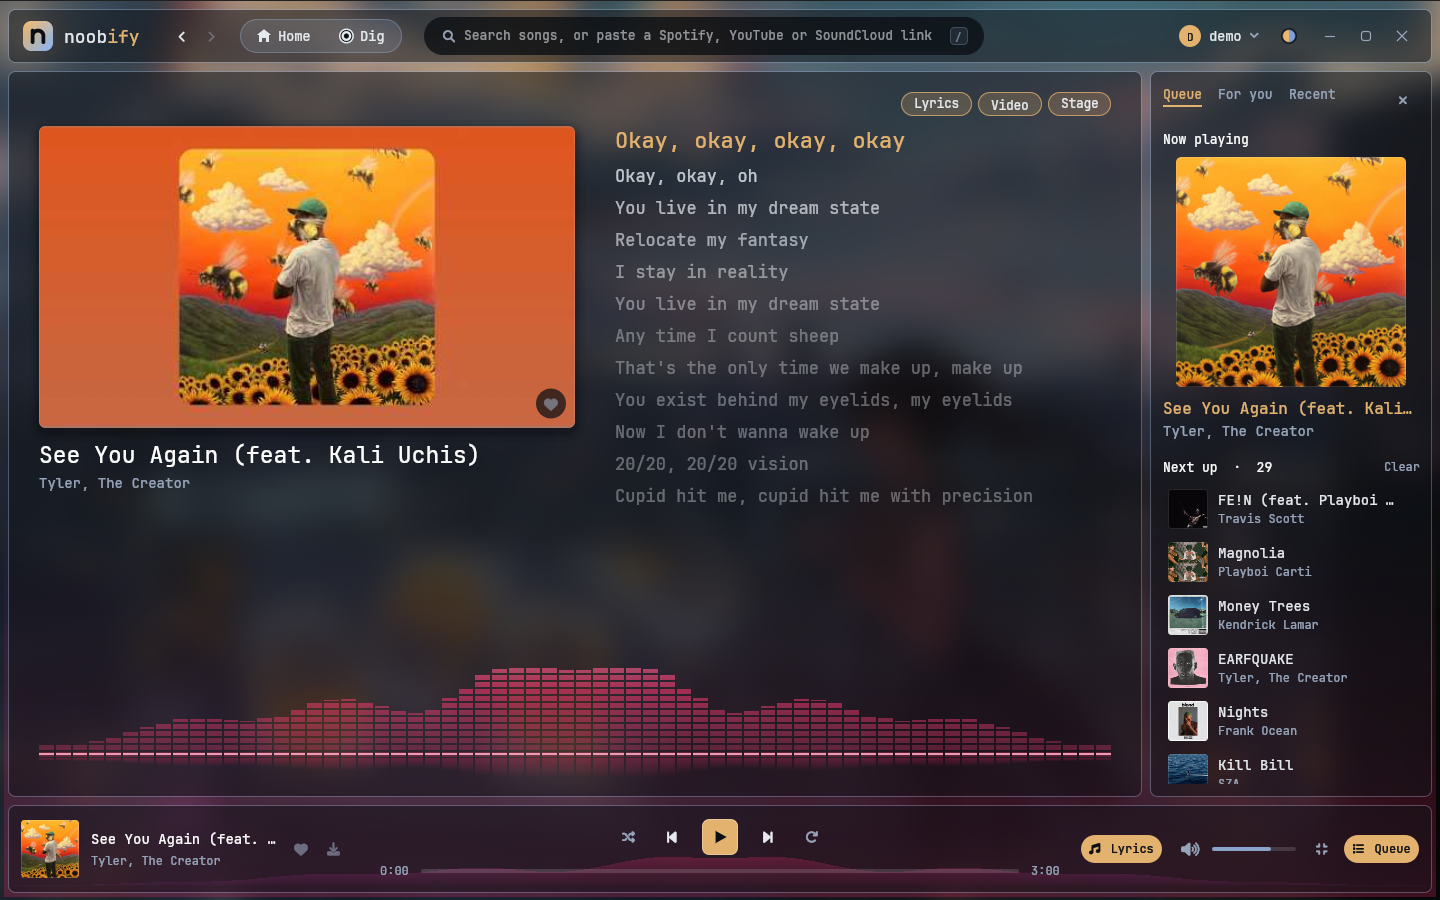 n noobify
Home
Dig
Search songs, or paste a Spotify, YouTube or SoundCloud link /
D demo
Lyrics
Video
Stage
Okay, okay, okay, okay
Okay, okay, oh
You live in my dream state
Relocate my fantasy
I stay in reality
You live in my dream state
Any time I count sheep
That's the only time we make up, make up
You exist behind my eyelids, my eyelids
Now I don't wanna wake up
20/20, 20/20 vision
Cupid hit me, cupid hit me with precision
See You Again (feat. Kali Uchis)
Tyler, The Creator
Queue For you Recent
Now playing
See You Again (feat. Kali…
Tyler, The Creator
Next up · 29 Clear
FE!N (feat. Playboi …
Travis Scott
Magnolia
Playboi Carti
Money Trees
Kendrick Lamar
EARFQUAKE
Tyler, The Creator
Nights
Frank Ocean
Kill Bill
SZA
See You Again (feat. …
Tyler, The Creator
0:00
3:00
Lyrics
Queue